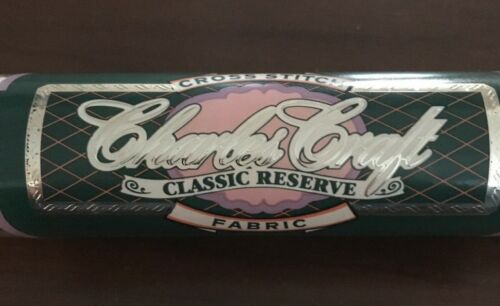 CROSS STITCH
Charles Craft
CLASSIC RESERVE
FABRIC